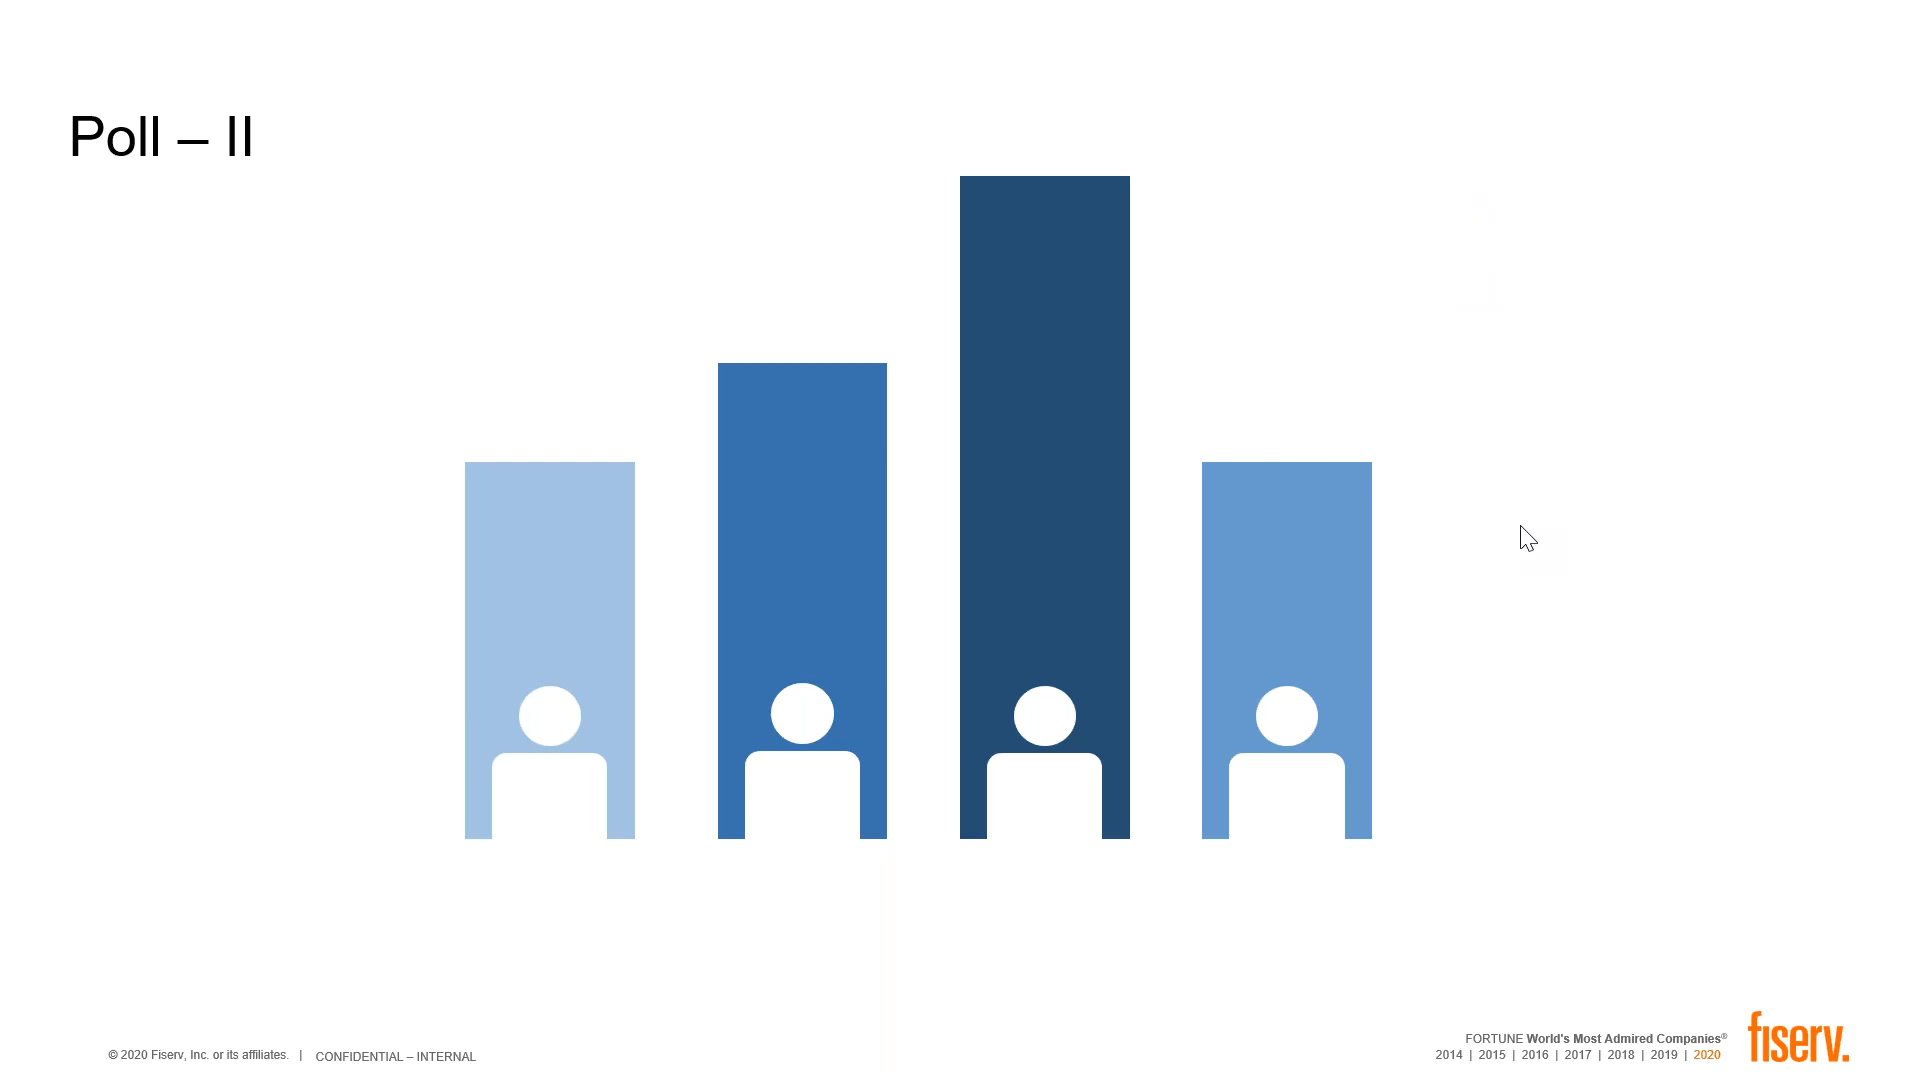 Poll – II
FORTUNE World's Most Admired Companies®
2014 | 2015 | 2016 | 2017 | 2018 | 2019 | 2020
fiserv.
© 2020 Fiserv, Inc. or its affiliates. | CONFIDENTIAL – INTERNAL